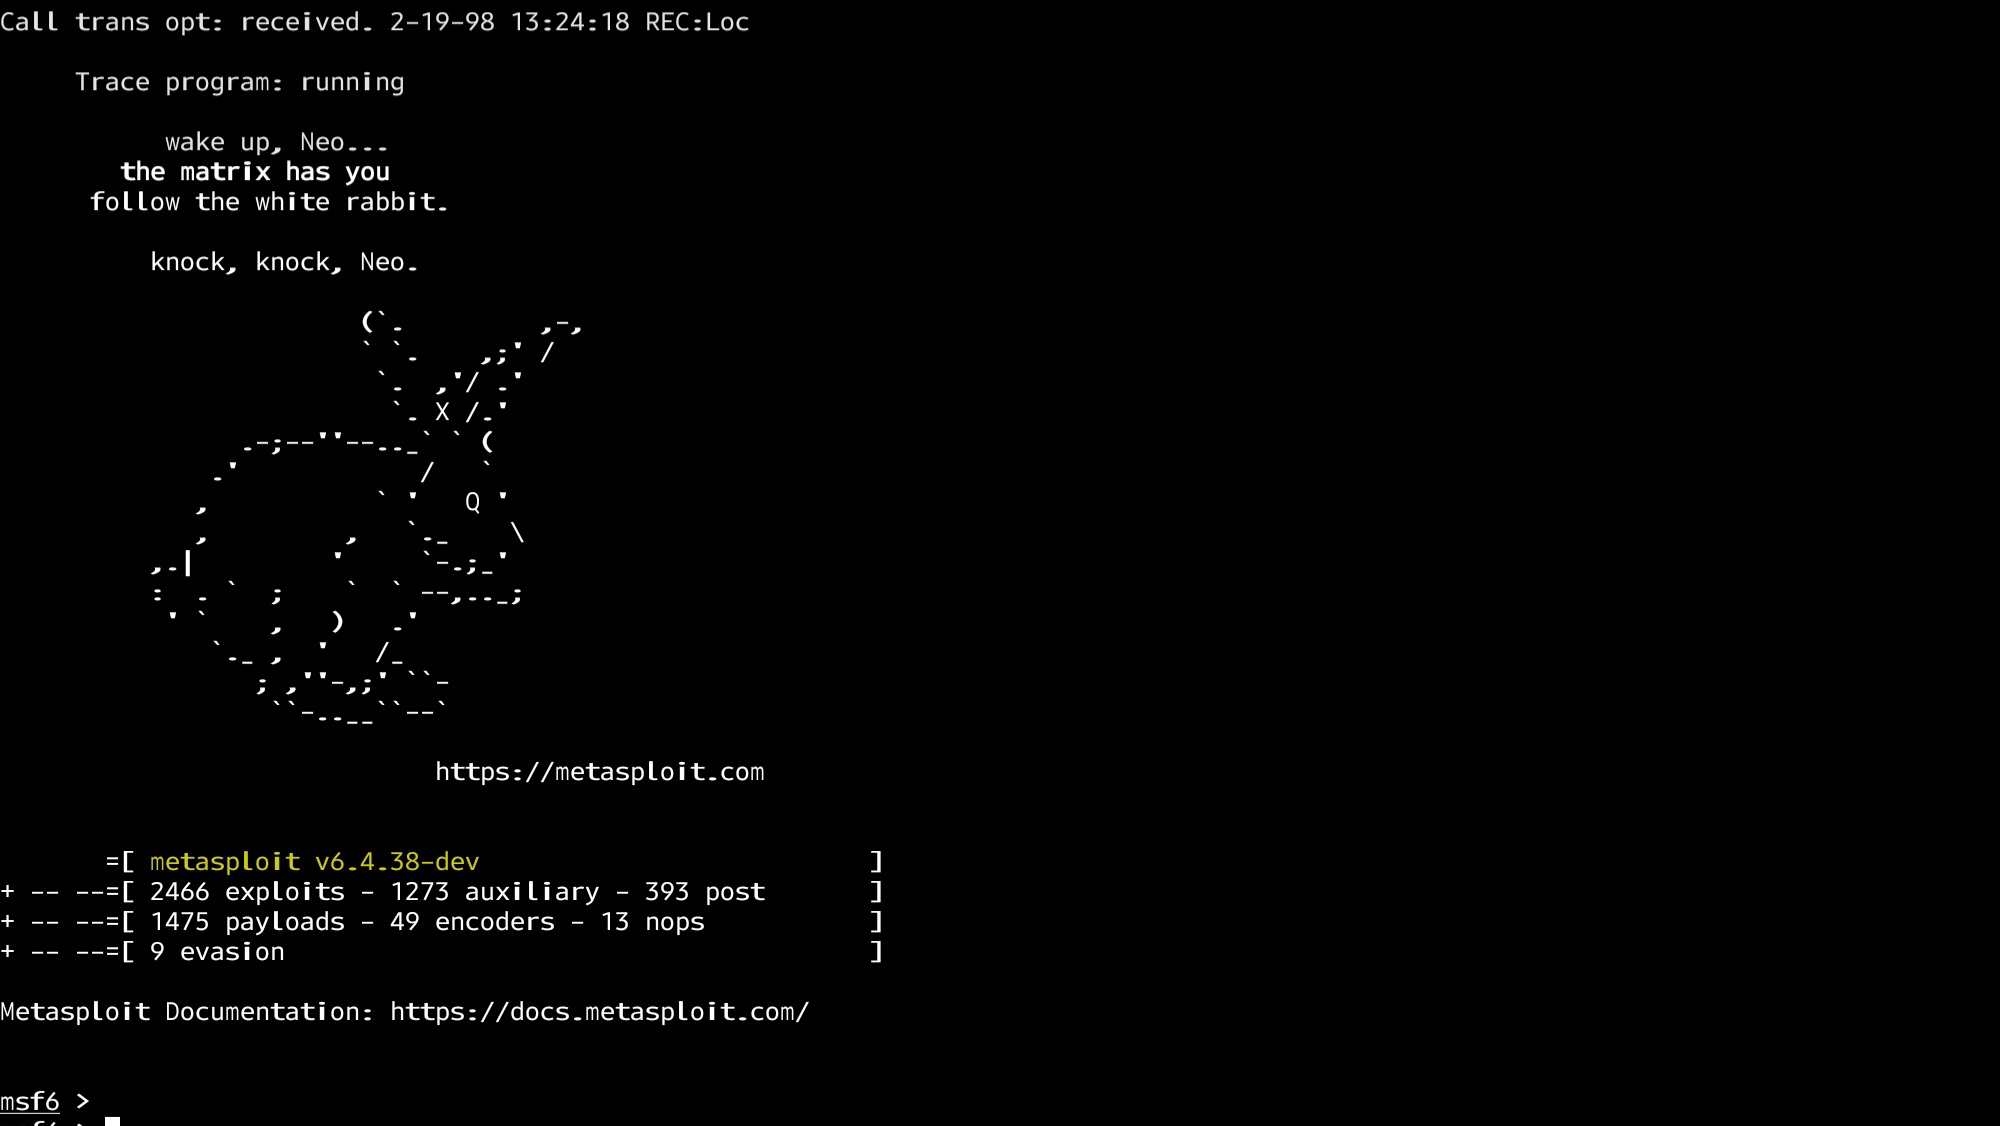 Call trans opt: received. 2-19-98 13:24:18 REC:Loc
Trace program: running
wake up, Neo...
the matrix has you
follow the white rabbit.
knock, knock, Neo.
(`.         ,-,
` `.    ,;' /
`.  ,'/ .'
`. X /.'
.-;--''--.._` ` (
.'            /   `
,           ` '   Q '
,         ,   `._    \
,.|         '     `-.;_'
:  . `  ;    `  ` --,.._;
' `    ,   )   .'
`._ ,  '   /_
; ,''-,;' ``-
``-..__``--`
https://metasploit.com
=[ metasploit v6.4.38-dev                          ]
+ -- --=[ 2466 exploits - 1273 auxiliary - 393 post       ]
+ -- --=[ 1475 payloads - 49 encoders - 13 nops           ]
+ -- --=[ 9 evasion                                       ]
Metasploit Documentation: https://docs.metasploit.com/
msf6 >